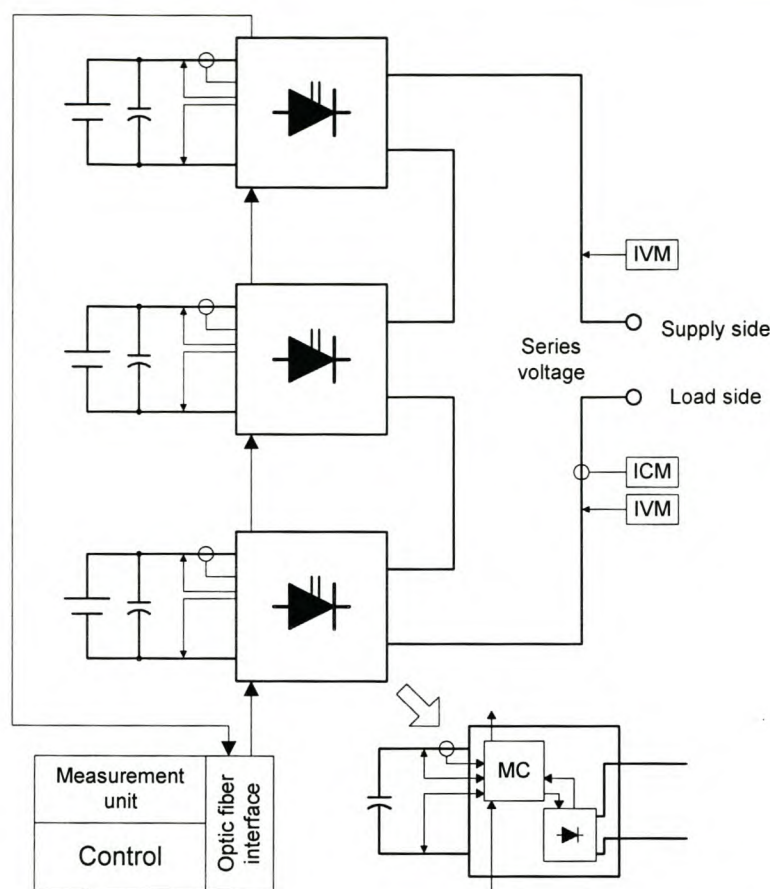 IVM
Supply side
Series
voltage
Load side
ICM
IVM
Measurement
unit
Control
Optic fiber
interface
MC